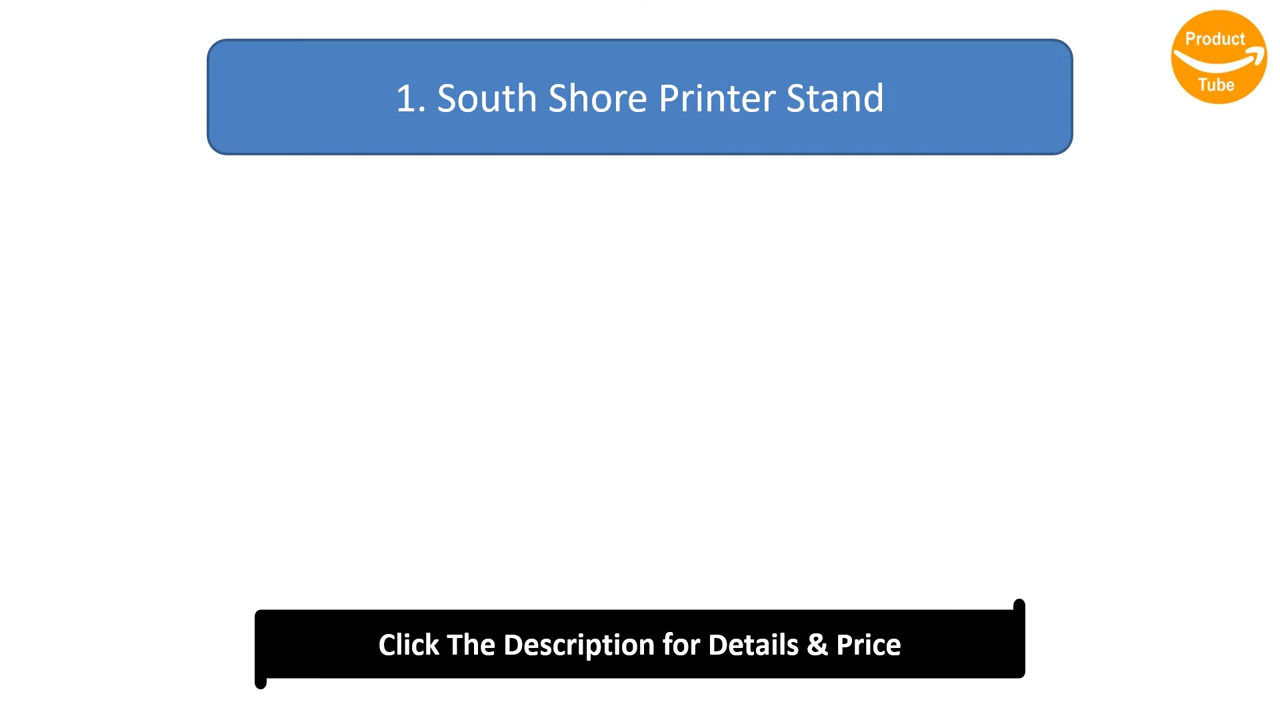 Product
Tube
1. South Shore Printer Stand
Click The Description for Details & Price